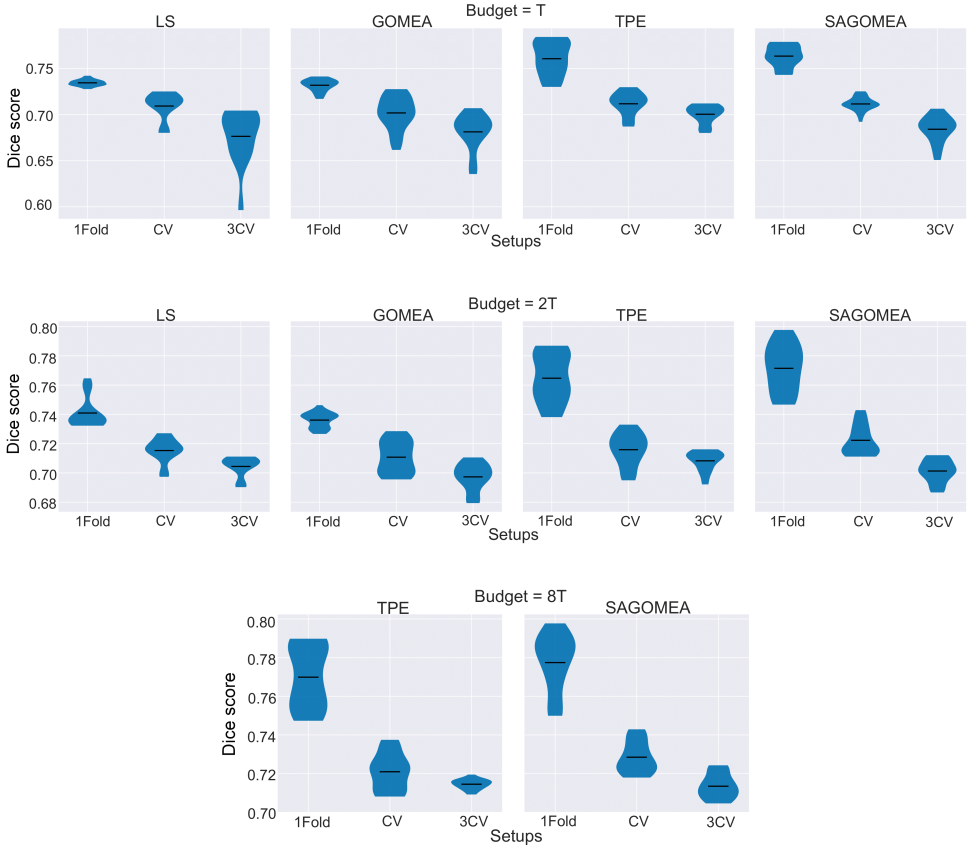 Budget = T
LS GOMEA TPE SAGOMEA
Dice score
0.75
0.70
0.65
0.60
1Fold CV 3CV 1Fold CV 3CV 1Fold CV 3CV 1Fold CV 3CV
Setups
Budget = 2T
LS GOMEA TPE SAGOMEA
Dice score
0.80
0.78
0.76
0.74
0.72
0.70
0.68
1Fold CV 3CV 1Fold CV 3CV 1Fold CV 3CV 1Fold CV 3CV
Setups
Budget = 8T
TPE SAGOMEA
Dice score
0.80
0.78
0.76
0.74
0.72
0.70
1Fold CV 3CV 1Fold CV 3CV
Setups